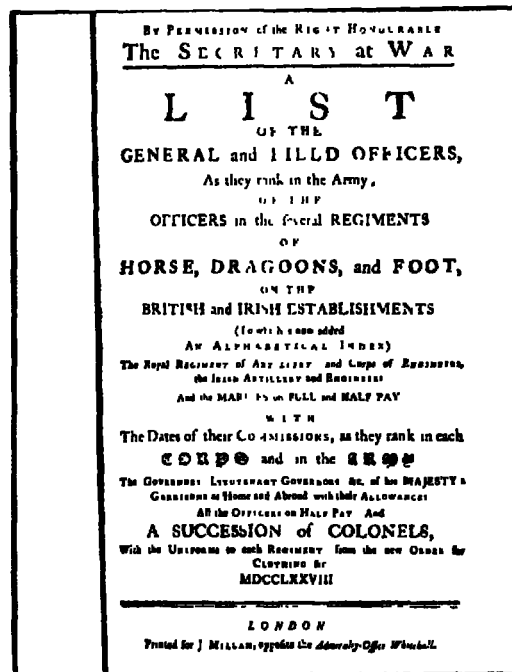 BY PERMISSION of the RIGHT HONOURABLE
The SECRETARY at WAR
A
LIST
OF THE
GENERAL and FIELD OFFICERS,
As they rank in the Army,
OF THE
OFFICERS in the ſeveral REGIMENTS
OF
HORSE, DRAGOONS, and FOOT,
ON THE
BRITISH and IRISH ESTABLISHMENTS
(To which is now added
AN ALPHABETICAL INDEX)
The Royal REGIMENT of ARTILLERY and Corps of ENGINEERS,
the IRISH ARTILLERY and ENGINEERS
And the MARINES on FULL and HALF PAY
WITH
The Dates of their COMMISSIONS, as they rank in each
CORPS and in the ARMY
The GOVERNORS LIEUTENANT GOVERNORS &c. of his MAJESTY's
GARRISONS at Home and Abroad with their ALLOWANCES
All the OFFICERS on HALF PAY And
A SUCCESSION of COLONELS,
With the UNIFORMS to each REGIMENT from the new ORDER for
CLOTHING &c
MDCCLXXVIII
LONDON
Printed for J MILLAN, oppoſite the Admiralty-Office Whitehall.